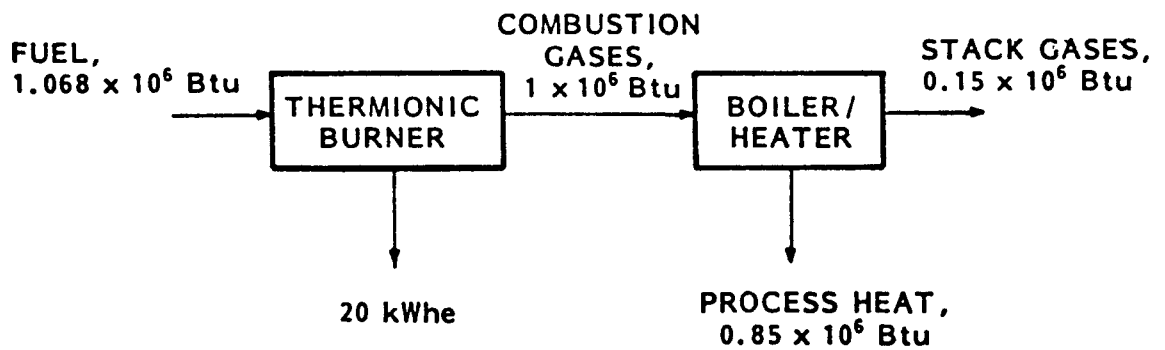 FUEL,
1.068 x 10⁶ Btu
THERMIONIC
BURNER
20 kWhe
COMBUSTION
GASES,
1 x 10⁶ Btu
BOILER/
HEATER
STACK GASES,
0.15 x 10⁶ Btu
PROCESS HEAT,
0.85 x 10⁶ Btu